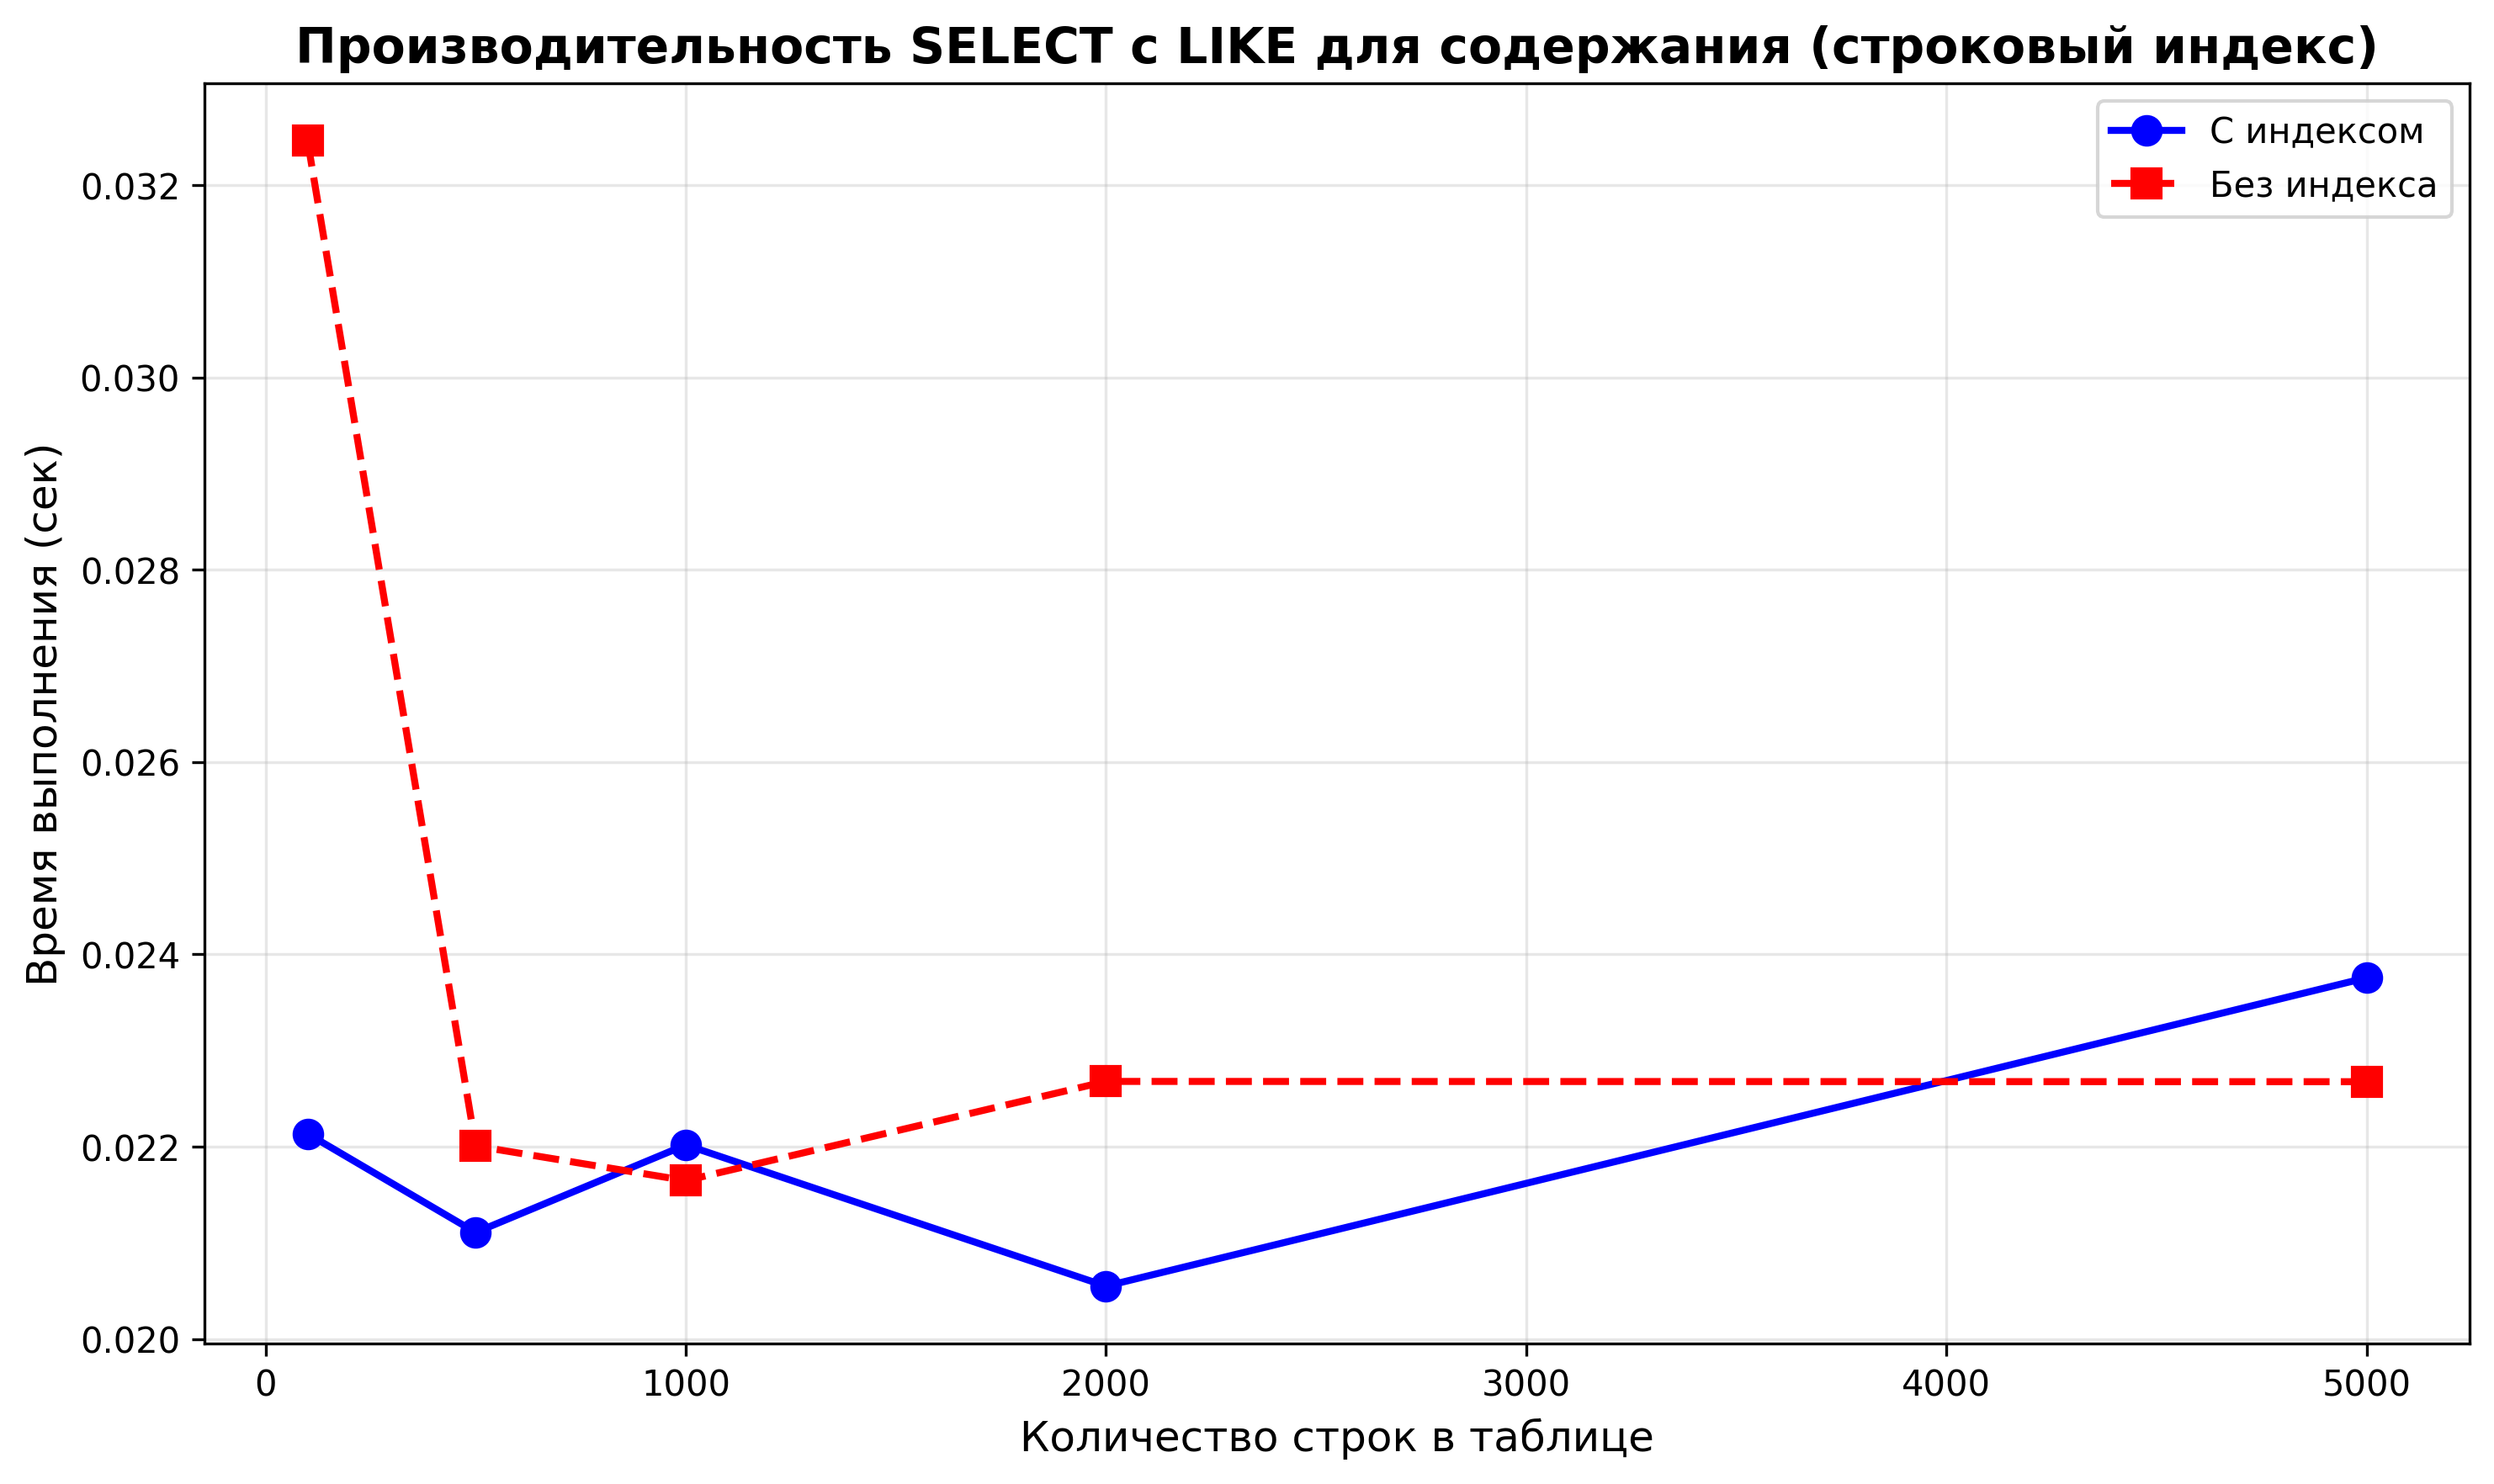 Производительность SELECT с LIKE для содержания (строковый индекс)
С индексом
Без индекса
Время выполнения (сек)
0.032
0.030
0.028
0.026
0.024
0.022
0.020
0 1000 2000 3000 4000 5000
Количество строк в таблице